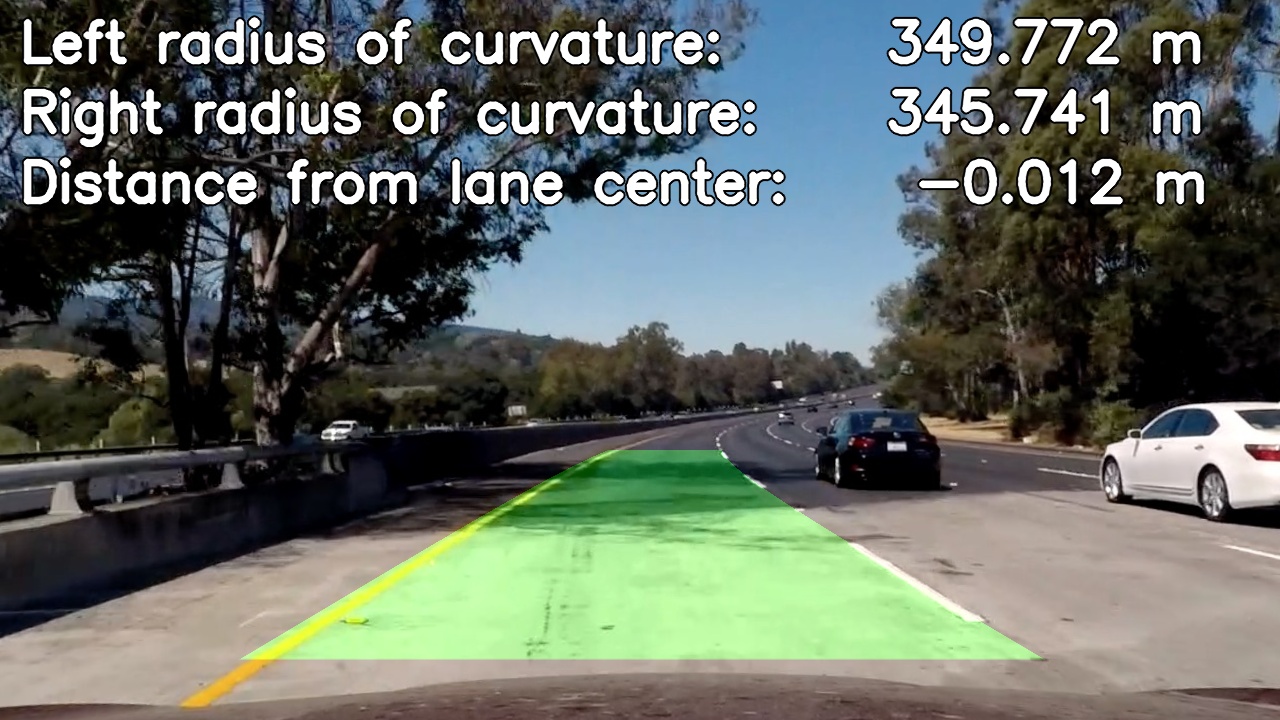 Left radius of curvature: 349.772 m
Right radius of curvature: 345.741 m
Distance from lane center: −0.012 m